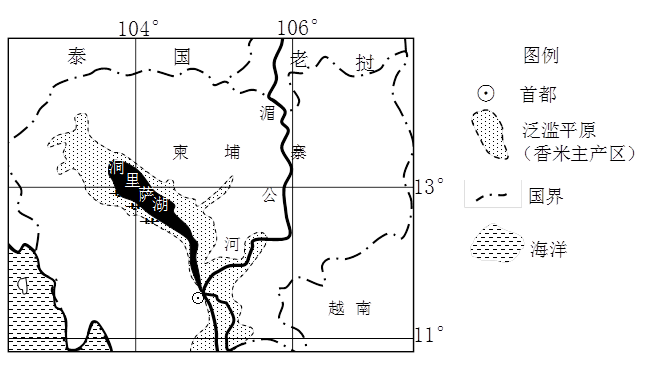 104° 106°
泰 国 老 挝
湄
柬 埔 寨
洞里萨湖
公
13°
河
越南
11°
图例
首都
泛滥平原
（香米主产区）
国界
海洋